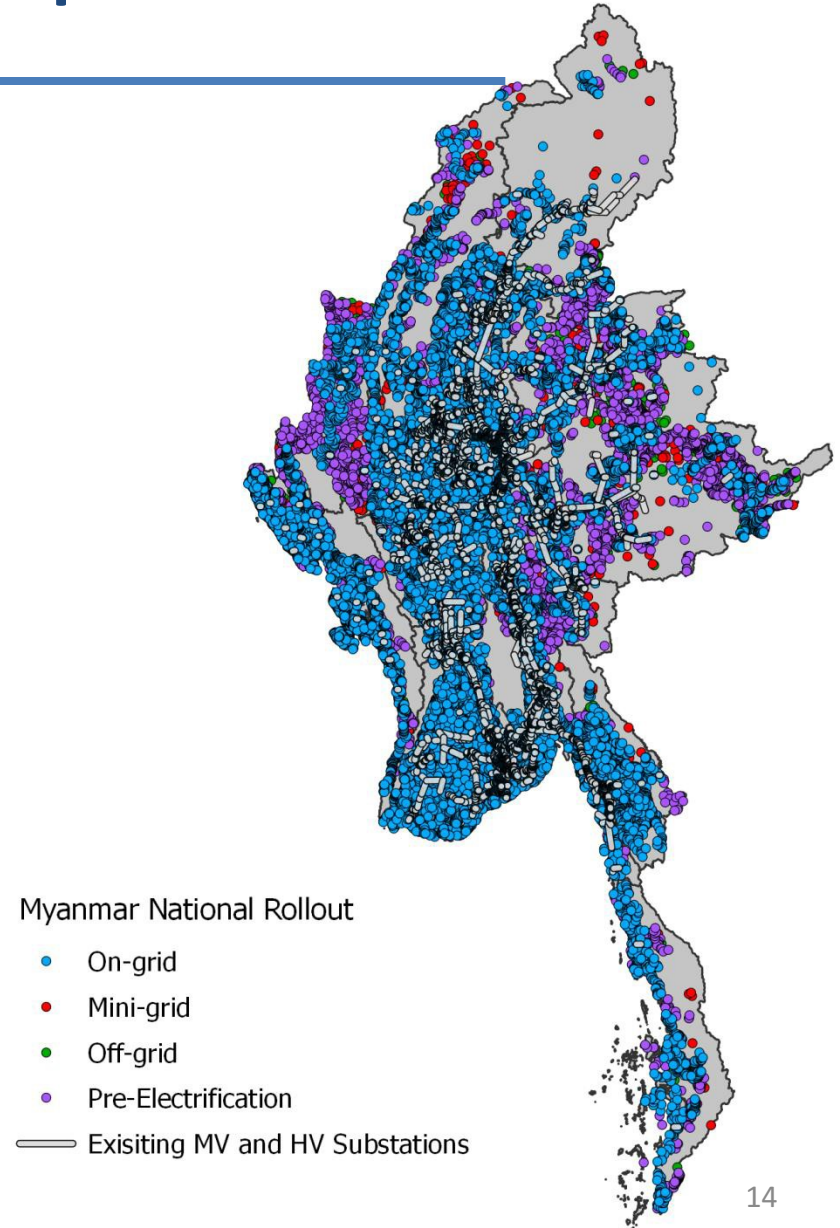 Myanmar National Rollout
On-grid
Mini-grid
Off-grid
Pre-Electrification
Exisiting MV and HV Substations
14